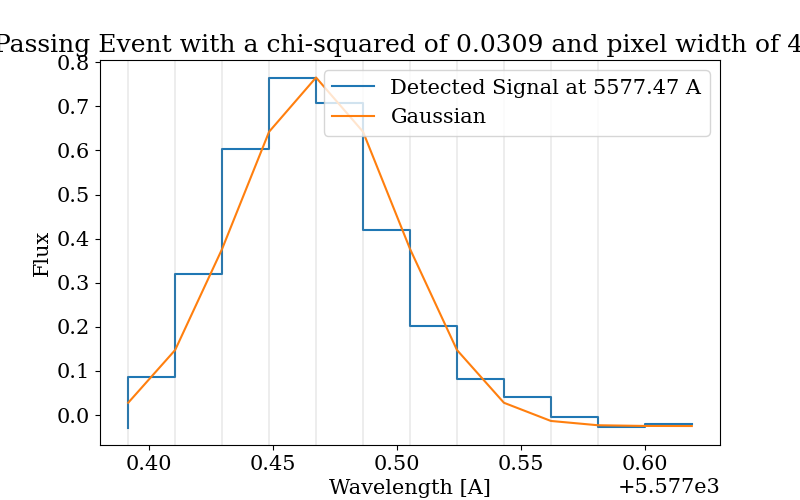 Passing Event with a chi-squared of 0.0309 and pixel width of 4
Detected Signal at 5577.47 A
Gaussian
Flux
0.8
0.7
0.6
0.5
0.4
0.3
0.2
0.1
0.0
0.40
0.45
0.50
0.55
0.60
+5.577e3
Wavelength [A]